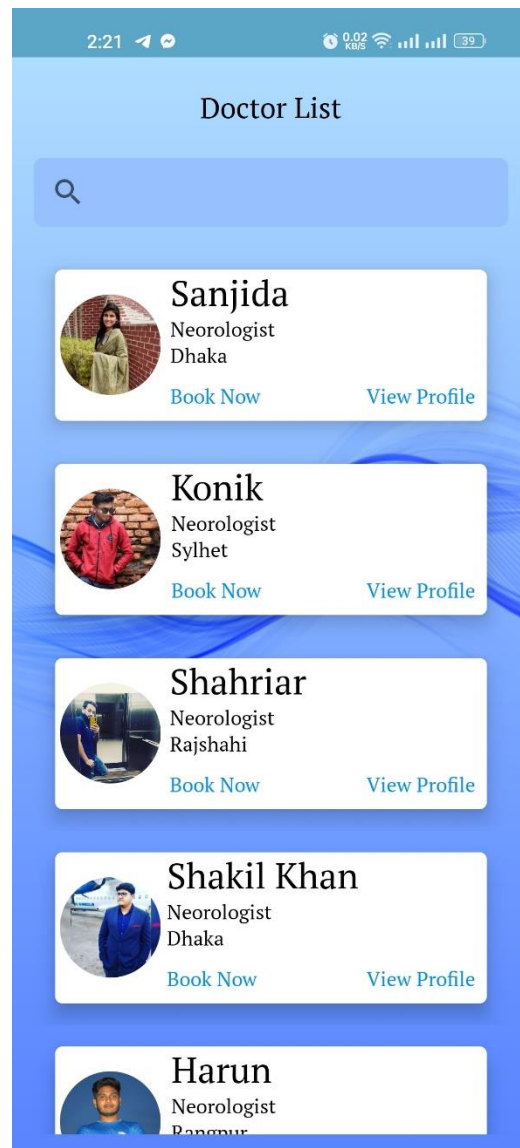 2:21
0.02
KB/S
39
Doctor List
Sanjida
Neorologist
Dhaka
Book Now View Profile
Konik
Neorologist
Sylhet
Book Now View Profile
Shahriar
Neorologist
Rajshahi
Book Now View Profile
Shakil Khan
Neorologist
Dhaka
Book Now View Profile
Harun
Neorologist
Rangpur